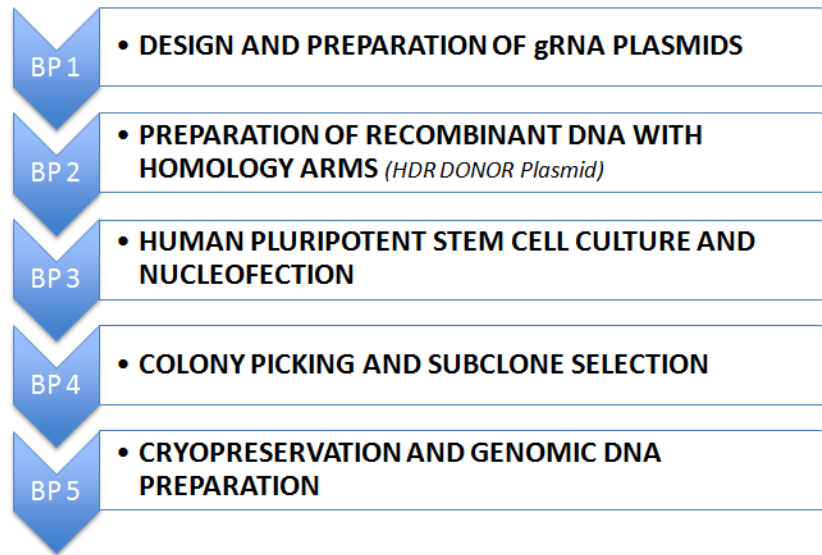 BP 1
• DESIGN AND PREPARATION OF gRNA PLASMIDS
BP 2
• PREPARATION OF RECOMBINANT DNA WITH
HOMOLOGY ARMS (HDR DONOR Plasmid)
BP 3
• HUMAN PLURIPOTENT STEM CELL CULTURE AND
NUCLEOFECTION
BP 4
• COLONY PICKING AND SUBCLONE SELECTION
BP 5
• CRYOPRESERVATION AND GENOMIC DNA
PREPARATION